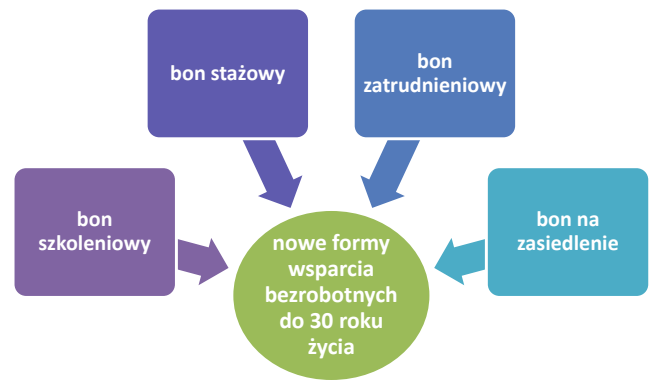 bon
szkoleniowy
bon stażowy
bon
zatrudnieniowy
bon na
zasiedlenie
nowe formy
wsparcia
bezrobotnych
do 30 roku
życia